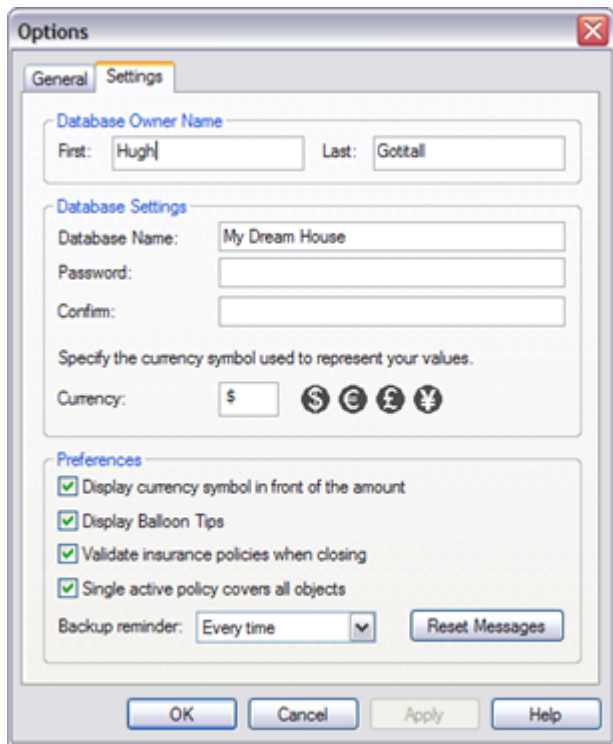 Options
General Settings
Database Owner Name
First: Hugh Last: Gotitall
Database Settings
Database Name: My Dream House
Password:
Confirm:
Specify the currency symbol used to represent your values.
Currency: $ $ € £ ¥
Preferences
Display currency symbol in front of the amount
Display Balloon Tips
Validate insurance policies when closing
Single active policy covers all objects
Backup reminder: Every time Reset Messages
OK Cancel Apply Help